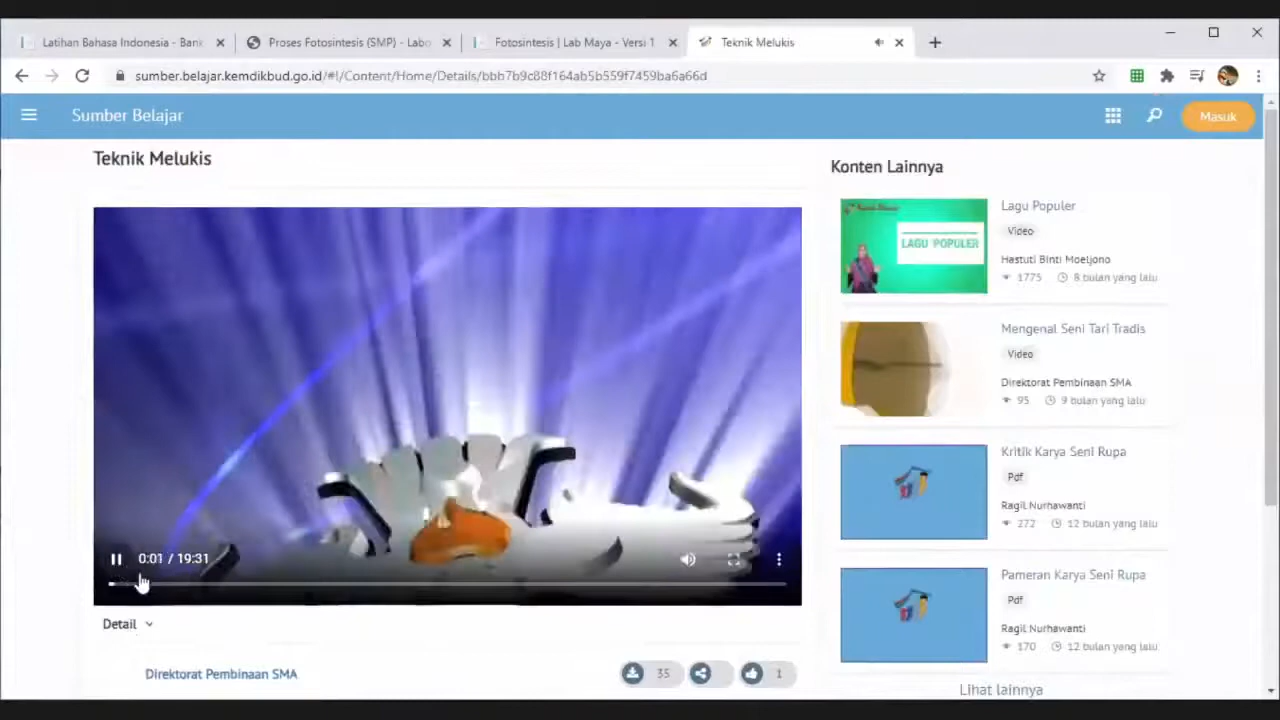 Latihan Bahasa Indonesia - Bank
Proses Fotosintesis (SMP) - Labo
Fotosintesis | Lab Maya - Versi 1
Teknik Melukis
sumber.belajar.kemdikbud.go.id/#!/Content/Home/Details/bbb7b9c88f164ab5b559f7459ba6a66d
Sumber Belajar
Masuk
Teknik Melukis
0:01 / 19:31
Detail
Direktorat Pembinaan SMA
35
1
Konten Lainnya
LAGU POPULER
Lagu Populer
Video
Hastuti Binti Moeljono
1775 8 bulan yang lalu
Mengenal Seni Tari Tradis
Video
Direktorat Pembinaan SMA
95 9 bulan yang lalu
Kritik Karya Seni Rupa
Pdf
Ragil Nurhawanti
272 12 bulan yang lalu
Pameran Karya Seni Rupa
Pdf
Ragil Nurhawanti
170 12 bulan yang lalu
Lihat lainnya